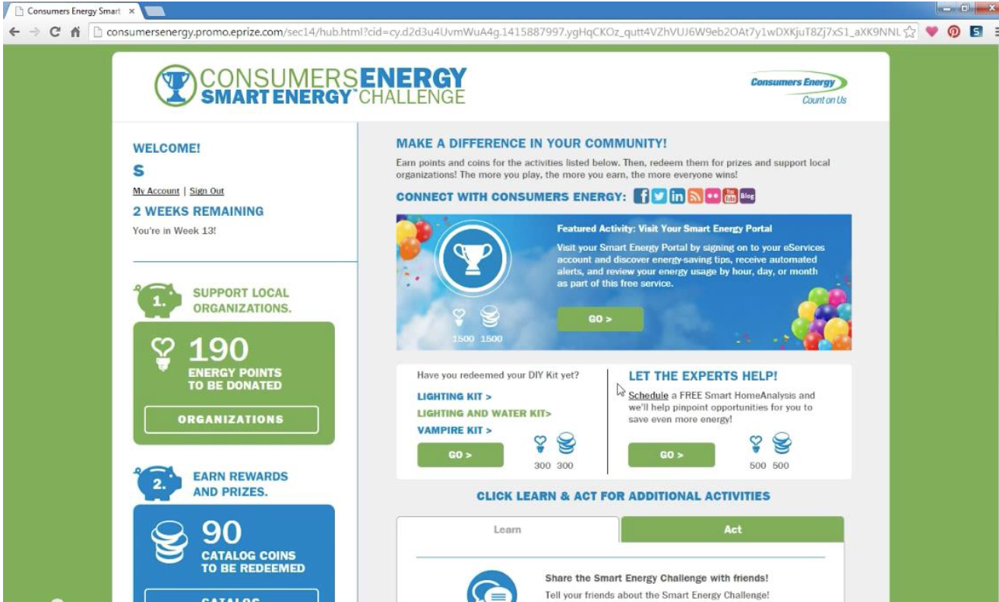 Consumers Energy Smart
consumersenergy.promo.eprize.com/sec14/hub.html?cid=cy.d2d3u4UvmWuA4g.1415887997.ygHqCKOz_qutt4VZhVUJ6W9eb2OAt7y1wDXKjuT8Zj7xS1_aXK9NNL
CONSUMERSENERGY
SMART ENERGY™ CHALLENGE
Consumers Energy
Count on Us
WELCOME!
S
My Account | Sign Out
2 WEEKS REMAINING
You're in Week 13!
1.
SUPPORT LOCAL
ORGANIZATIONS.
190
ENERGY POINTS
TO BE DONATED
ORGANIZATIONS
2.
EARN REWARDS
AND PRIZES.
90
CATALOG COINS
TO BE REDEEMED
CATALOG
MAKE A DIFFERENCE IN YOUR COMMUNITY!
Earn points and coins for the activities listed below. Then, redeem them for prizes and support local
organizations! The more you play, the more you earn, the more everyone wins!
CONNECT WITH CONSUMERS ENERGY:
You
Tube
Blog
Featured Activity: Visit Your Smart Energy Portal
Visit your Smart Energy Portal by signing on to your eServices
account and discover energy-saving tips, receive automated
alerts, and review your energy usage by hour, day, or month
as part of this free service.
1500 1500
GO >
Have you redeemed your DIY Kit yet?
LIGHTING KIT >
LIGHTING AND WATER KIT>
VAMPIRE KIT >
GO >
300 300
LET THE EXPERTS HELP!
Schedule a FREE Smart HomeAnalysis and
we'll help pinpoint opportunities for you to
save even more energy!
GO >
500 500
CLICK LEARN & ACT FOR ADDITIONAL ACTIVITIES
Learn
Act
Share the Smart Energy Challenge with friends!
Tell your friends about the Smart Energy Challenge!